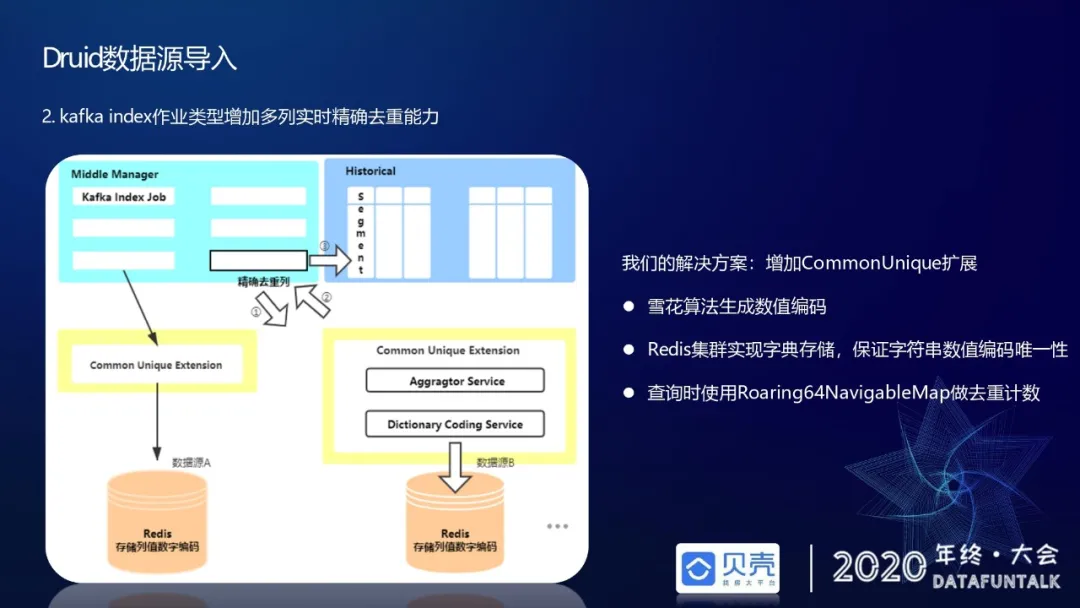 Druid数据源导入
2. kafka index作业类型增加多列实时精确去重能力
Middle Manager
Kafka Index Job
Historical
Segment
①
精确去重列
①
②
Common Unique Extension
Common Unique Extension
Aggragtor Service
Dictionary Coding Service
数据源A
数据源B
Redis
存储列值数字编码
Redis
存储列值数字编码
我们的解决方案：增加CommonUnique扩展
● 雪花算法生成数值编码
● Redis集群实现字典存储，保证字符串数值编码唯一性
● 查询时使用Roaring64NavigableMap做去重计数
贝壳
2020 年终·大会
DATAFUNTALK